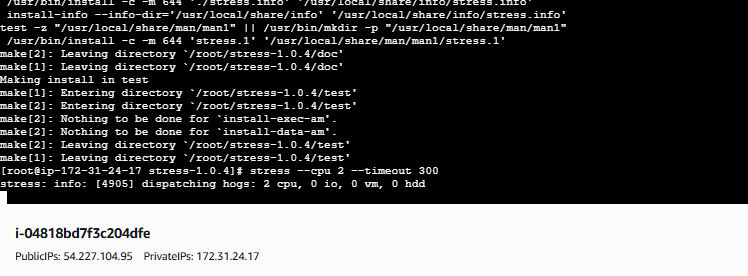 /usr/bin/install -c -m 644 './stress.info' '/usr/local/share/info/stress.info'
install-info --info-dir='/usr/local/share/info' '/usr/local/share/info/stress.info'
test -z "/usr/local/share/man/man1" || /usr/bin/mkdir -p "/usr/local/share/man/man1"
/usr/bin/install -c -m 644 'stress.1' '/usr/local/share/man/man1/stress.1'
make[2]: Leaving directory `/root/stress-1.0.4/doc'
make[1]: Leaving directory `/root/stress-1.0.4/doc'
Making install in test
make[1]: Entering directory `/root/stress-1.0.4/test'
make[2]: Entering directory `/root/stress-1.0.4/test'
make[2]: Nothing to be done for `install-exec-am'.
make[2]: Nothing to be done for `install-data-am'.
make[2]: Leaving directory `/root/stress-1.0.4/test'
make[1]: Leaving directory `/root/stress-1.0.4/test'
[root@ip-172-31-24-17 stress-1.0.4]# stress --cpu 2 --timeout 300
stress: info: [4905] dispatching hogs: 2 cpu, 0 io, 0 vm, 0 hdd
i-04818bd7f3c204dfe
PublicIPs: 54.227.104.95 PrivateIPs: 172.31.24.17